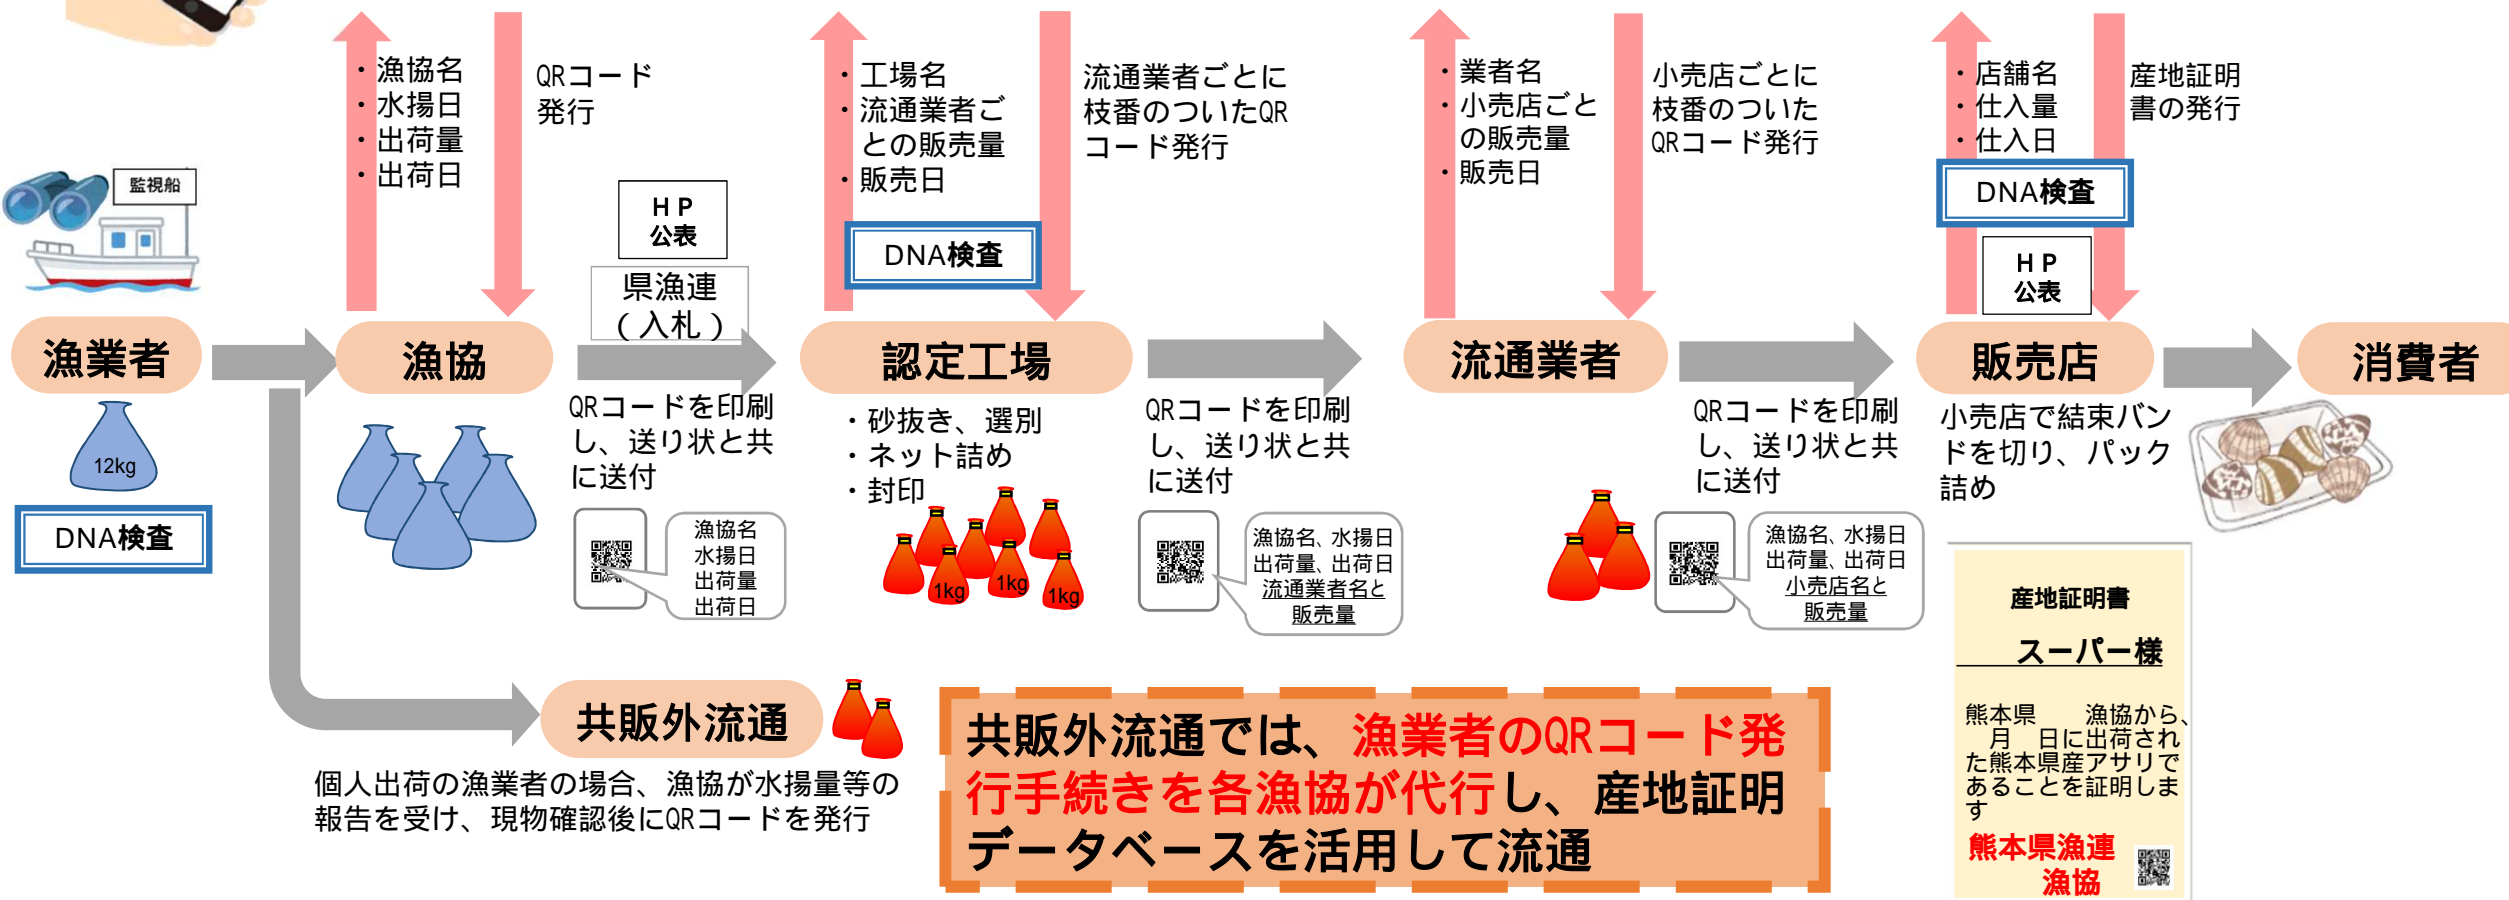 ・漁協名
・水揚日
・出荷量
・出荷日
QRコード
発行
・工場名
・流通業者ご
との販売量
・販売日
流通業者ごとに
枝番のついたQR
コード発行
・業者名
・小売店ごと
の販売量
・販売日
小売店ごとに
枝番のついた
QRコード発行
・店舗名
・仕入量
・仕入日
産地証明
書の発行
監視船
HP
公表
県漁連
(入札)
DNA検査
DNA検査
HP
公表
漁業者
漁協
認定工場
流通業者
販売店
消費者
12kg
DNA検査
QRコードを印刷
し、送り状と共
に送付
漁協名
水揚日
出荷量
出荷日
・砂抜き、選別
・ネット詰め
・封印
1kg
1kg
1kg
QRコードを印刷
し、送り状と共
に送付
漁協名、水揚日
出荷量、出荷日
流通業者名と
販売量
QRコードを印刷
し、送り状と共
に送付
漁協名、水揚日
出荷量、出荷日
小売店名と
販売量
小売店で結束バン
ドを切り、パック
詰め
産地証明書
スーパー様
熊本県　　漁協から、
月　日に出荷され
た熊本県産アサリで
あることを証明しま
す
熊本県漁連
漁協
共販外流通
個人出荷の漁業者の場合、漁協が水揚量等の
報告を受け、現物確認後にQRコードを発行
共販外流通では、漁業者のQRコード発
行手続きを各漁協が代行し、産地証明
データベースを活用して流通